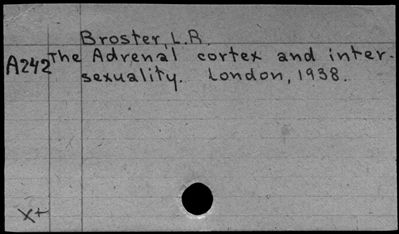 Broster, L.R.
A242 The Adrenal cortex and inter-
sexuality. London, 1938.
X+